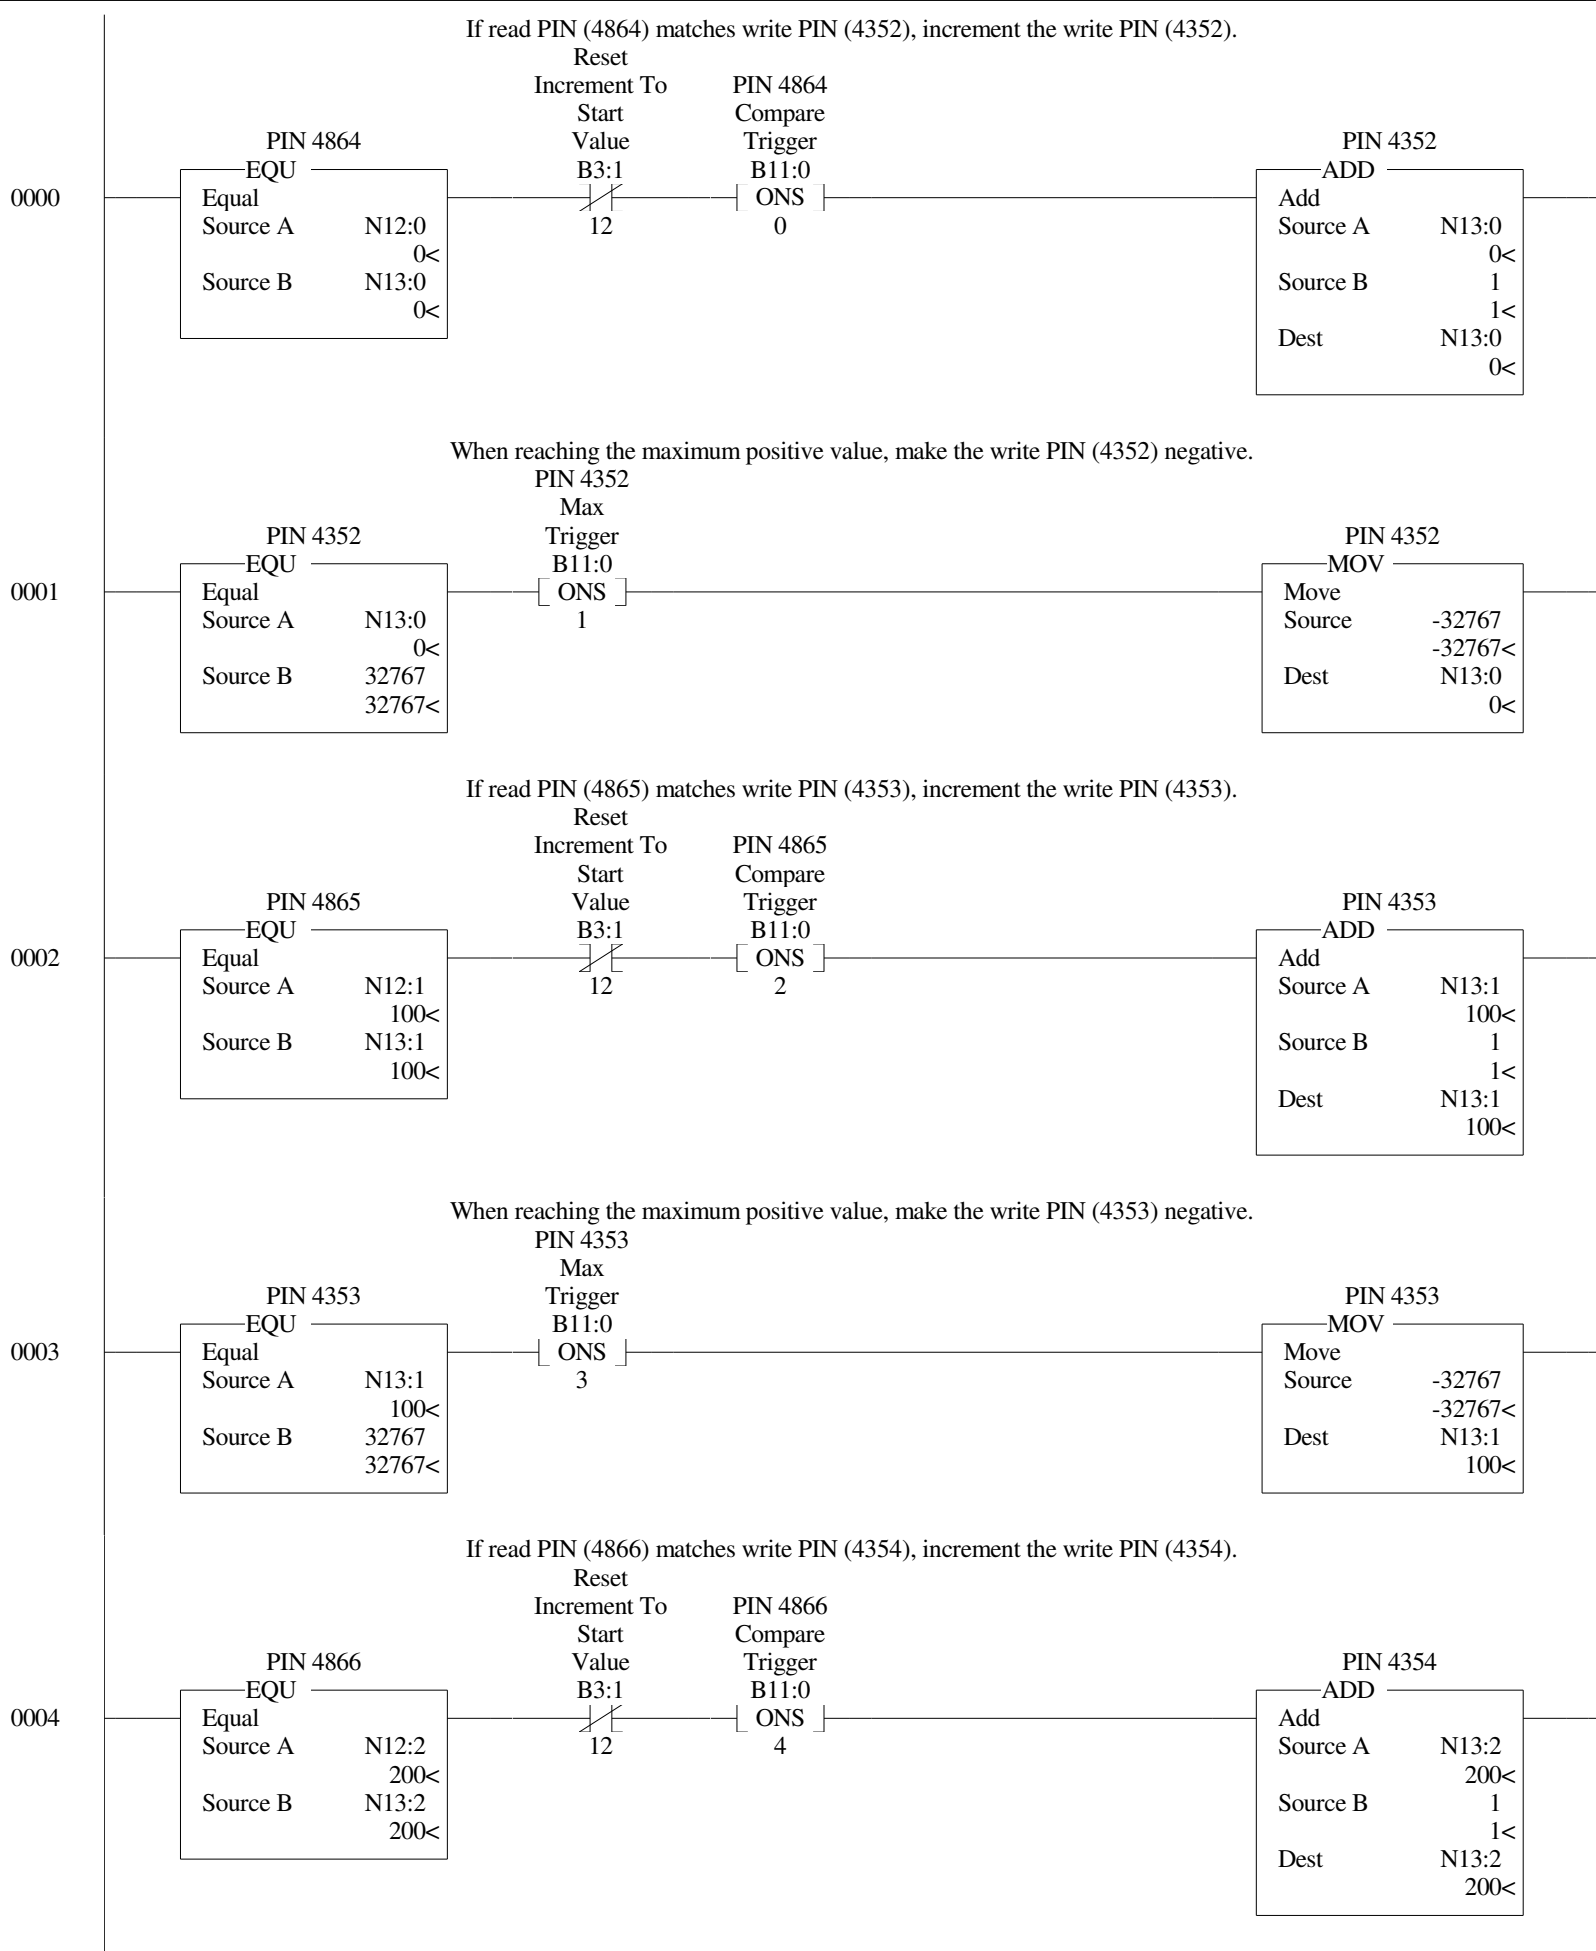 If read PIN (4864) matches write PIN (4352), increment the write PIN (4352).
Reset
Increment To PIN 4864
Start Compare
PIN 4864 Value Trigger PIN 4352
EQU B3:1 B11:0 ADD
0000 Equal ONS Add
Source A N12:0 12 0 Source A N13:0
0< 0<
Source B N13:0 Source B 1
0< 1<
Dest N13:0
0<
When reaching the maximum positive value, make the write PIN (4352) negative.
PIN 4352
Max
PIN 4352 Trigger PIN 4352
EQU B11:0 MOV
0001 Equal ONS Move
Source A N13:0 1 Source -32767
0< -32767<
Source B 32767 Dest N13:0
32767< 0<
If read PIN (4865) matches write PIN (4353), increment the write PIN (4353).
Reset
Increment To PIN 4865
Start Compare
PIN 4865 Value Trigger PIN 4353
EQU B3:1 B11:0 ADD
0002 Equal ONS Add
Source A N12:1 12 2 Source A N13:1
100< 100<
Source B N13:1 Source B 1
100< 1<
Dest N13:1
100<
When reaching the maximum positive value, make the write PIN (4353) negative.
PIN 4353
Max
PIN 4353 Trigger PIN 4353
EQU B11:0 MOV
0003 Equal ONS Move
Source A N13:1 3 Source -32767
100< -32767<
Source B 32767 Dest N13:1
32767< 100<
If read PIN (4866) matches write PIN (4354), increment the write PIN (4354).
Reset
Increment To PIN 4866
Start Compare
PIN 4866 Value Trigger PIN 4354
EQU B3:1 B11:0 ADD
0004 Equal ONS Add
Source A N12:2 12 4 Source A N13:2
200< 200<
Source B N13:2 Source B 1
200< 1<
Dest N13:2
200<